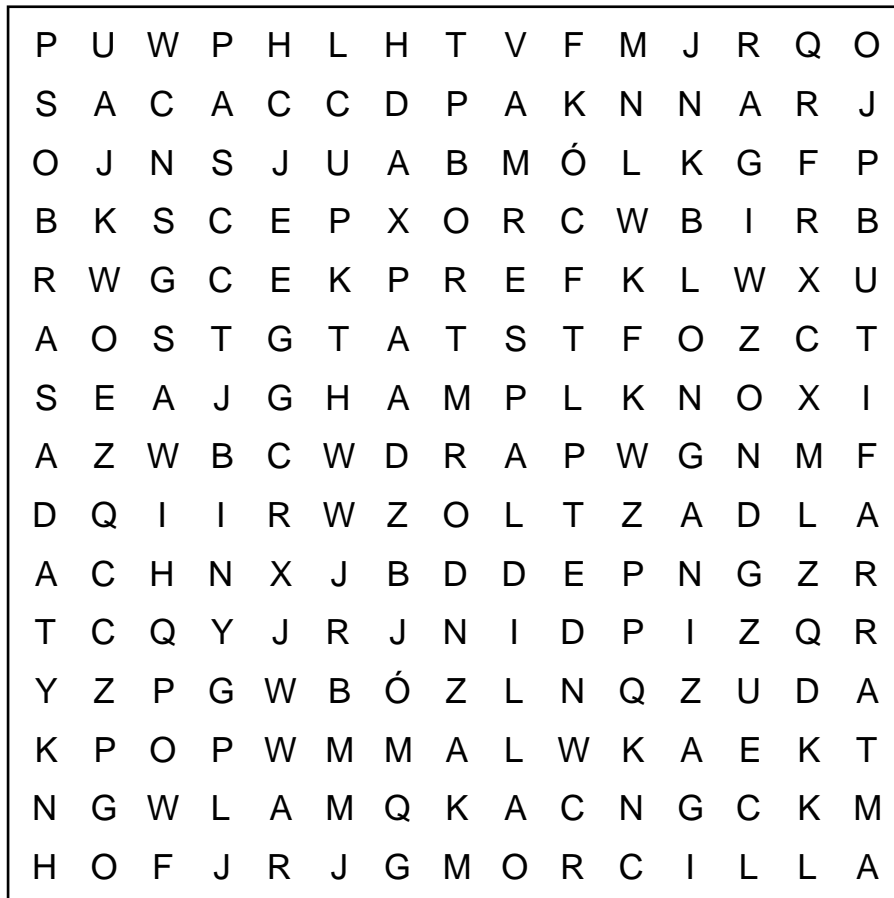 P U W P H L H T V F M J R Q O
S A C A C C D P A K N N A R J
O J N S J U A B M Ó L K G F P
B K S C E P X O R C W B I R B
R W G C E K P R E F K L W X U
A O S T G T A T S T F O Z C T
S E A J G H A M P L K N O X I
A Z W B C W D R A P W G N M F
D Q I I R W Z O L T Z A D L A
A C H N X J B D D E P N G Z R
T C Q Y J R J N I D P I Z Q R
Y Z P G W B Ó Z L N Q Z U D A
K P O P W M M A L W K A E K T
N G W L A M Q K A C N G C K M
H O F J R J G M O R C I L L A